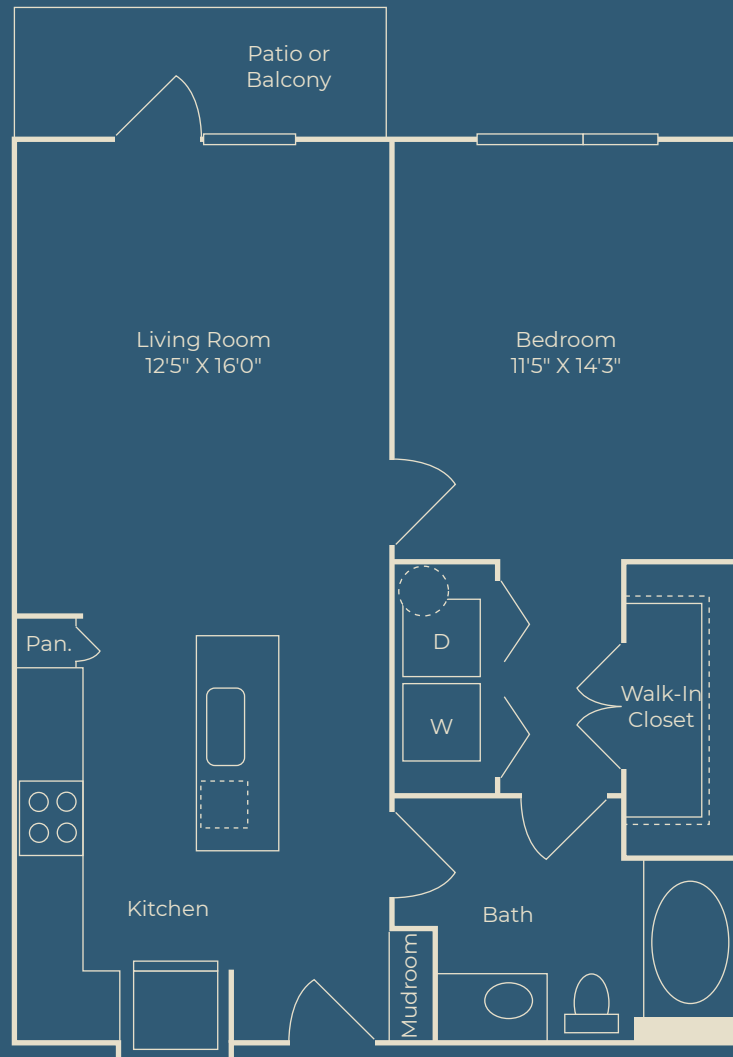 Patio or
Balcony
Living Room
12'5" X 16'0"
Bedroom
11'5" X 14'3"
Pan.
D
W
Walk-In
Closet
Kitchen
Bath
Mudroom